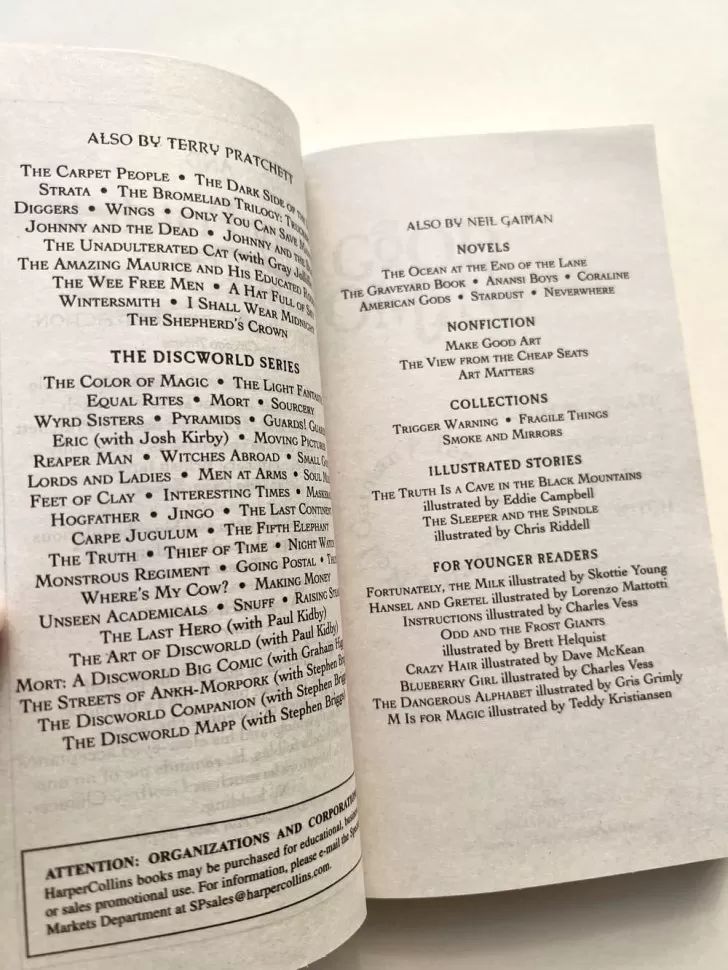 ALSO BY TERRY PRATCHETT
THE CARPET PEOPLE • THE DARK SIDE OF THE
STRATA • THE BROMELIAD TRILOGY:
DIGGERS • WINGS • ONLY YOU CAN SAVE
JOHNNY AND THE DEAD • JOHNNY AND THE
THE UNADULTERATED CAT (with Gray
THE AMAZING MAURICE AND HIS EDUCATED
THE WEE FREE MEN • A HAT FULL OF
WINTERSMITH • I SHALL WEAR MIDNIGHT
THE SHEPHERD'S CROWN
THE DISCWORLD SERIES
THE COLOR OF MAGIC • THE LIGHT
EQUAL RITES • MORT • SOURCERY
WYRD SISTERS • PYRAMIDS • GUARDS!
ERIC (with Josh Kirby) • MOVING
REAPER MAN • WITCHES ABROAD •
LORDS AND LADIES • MEN AT ARMS •
FEET OF CLAY • INTERESTING TIMES •
HOGFATHER • JINGO • THE LAST CONTINENT
CARPE JUGULUM • THE FIFTH ELEPHANT
THE TRUTH • THIEF OF TIME • NIGHT
MONSTROUS REGIMENT • GOING POSTAL •
WHERE'S MY COW? • MAKING MONEY
UNSEEN ACADEMICALS • SNUFF • RAISING
THE LAST HERO (with Paul Kidby)
THE ART OF DISCWORLD (with Paul Kidby)
MORT: A DISCWORLD BIG COMIC (with Graham
THE STREETS OF ANKH-MORPORK (with Stephen
THE DISCWORLD COMPANION (with Stephen
THE DISCWORLD MAPP (with Stephen Briggs)
ATTENTION: ORGANIZATIONS AND
HarperCollins books may be purchased for educational,
or sales promotional use. For information, please e-mail the
Markets Department at SPsales@harpercollins.com.
ALSO BY NEIL GAIMAN
NOVELS
THE OCEAN AT THE END OF THE LANE
THE GRAVEYARD BOOK • ANANSI BOYS • CORALINE
AMERICAN GODS • STARDUST • NEVERWHERE
NONFICTION
MAKE GOOD ART
THE VIEW FROM THE CHEAP SEATS
ART MATTERS
COLLECTIONS
TRIGGER WARNING • FRAGILE THINGS
SMOKE AND MIRRORS
ILLUSTRATED STORIES
THE TRUTH IS A CAVE IN THE BLACK MOUNTAINS
illustrated by Eddie Campbell
THE SLEEPER AND THE SPINDLE
illustrated by Chris Riddell
FOR YOUNGER READERS
FORTUNATELY, THE MILK illustrated by Skottie Young
HANSEL AND GRETEL illustrated by Lorenzo Mattotti
INSTRUCTIONS illustrated by Charles Vess
ODD AND THE FROST GIANTS
illustrated by Brett Helquist
CRAZY HAIR illustrated by Dave McKean
BLUEBERRY GIRL illustrated by Charles Vess
THE DANGEROUS ALPHABET illustrated by Gris Grimly
M IS FOR MAGIC illustrated by Teddy Kristiansen